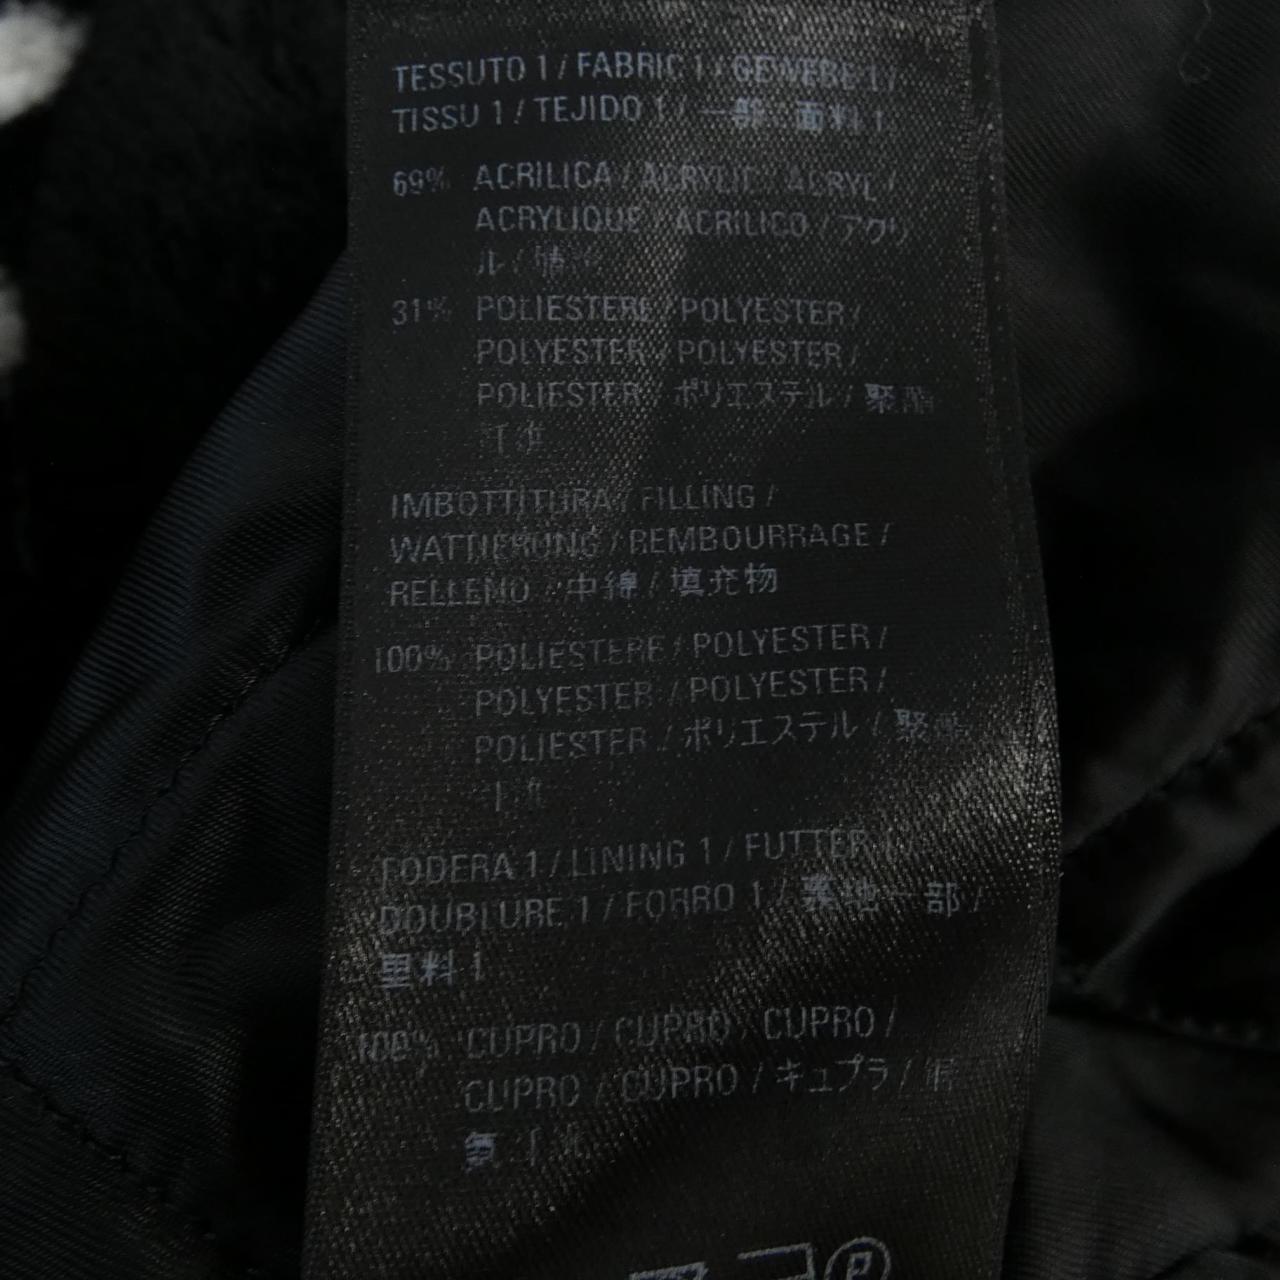 TESSUTO 1 / FABRIC 1 / GEWEBE 1 /
TISSU 1 / TEJIDO 1 / 一部 面料 1
69% ACRILICA / ACRYLIC / ACRYL /
ACRYLIQUE / ACRILICO / アクリ
ル /
31% POLIESTERE / POLYESTER /
POLYESTER / POLYESTER /
POLIESTER / ポリエステル / 聚酯
IMBOTTITURA / FILLING /
WATTIERUNG / REMBOURRAGE /
RELLENO / 中綿 / 填充物
100% POLIESTERE / POLYESTER /
POLYESTER / POLYESTER /
POLIESTER / ポリエステル / 聚酯
FODERA 1 / LINING 1 / FUTTER 1 /
DOUBLURE 1 / FORRO 1 / 裏地一部 /
里料 1
100% CUPRO / CUPRO / CUPRO /
CUPRO / CUPRO / キュプラ /
P